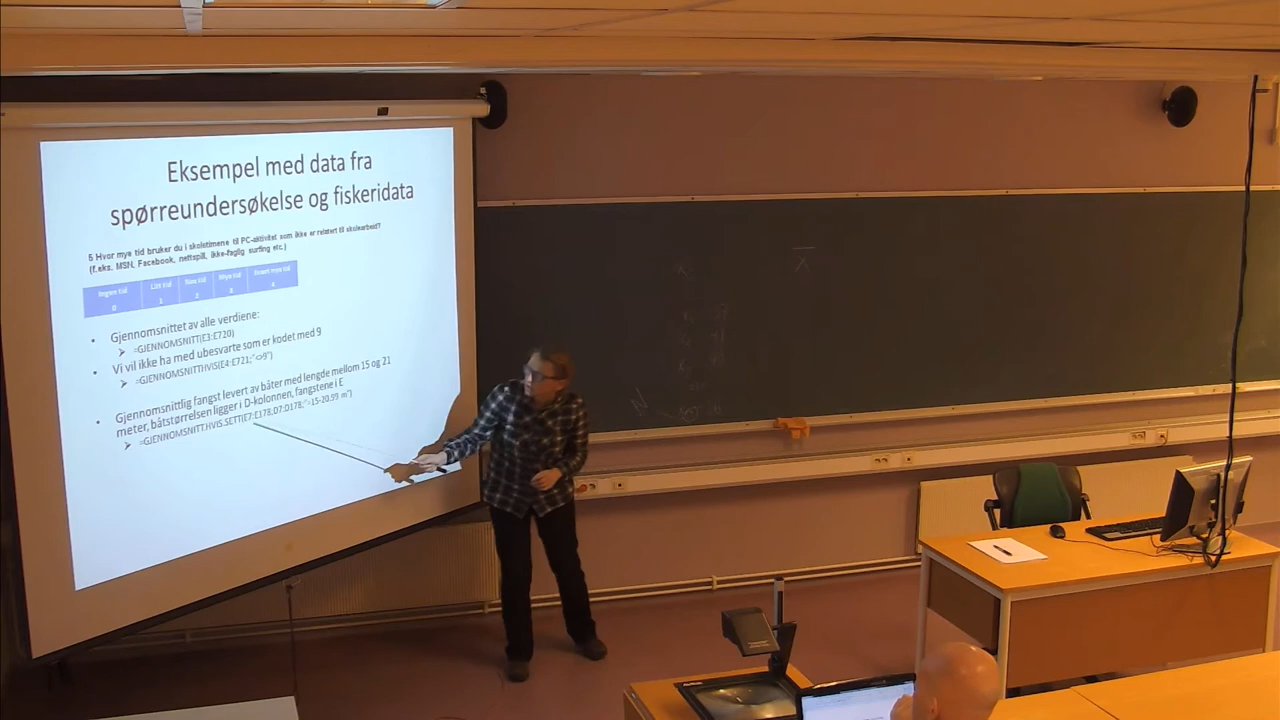 Eksempel med data fra
spørreundersøkelse og fiskeridata
5 Hvor mye tid bruker du i skoletimene til PC-aktivitet som ikke er relatert til skolearbeid?
(f.eks. MSN, Facebook, nettspill, ikke-faglig surfing etc.)
Ingen tid Litt tid Noe tid Mye tid Svært mye tid
0 1 2 3 4
• Gjennomsnittet av alle verdiene:
➢ =GJENNOMSNITT(E3:E720)
• Vi vil ikke ha med ubesvarte som er kodet med 9
➢ =GJENNOMSNITTHVIS(E4:E721;"<>9")
• Gjennomsnittlig fangst levert av båter med lengde mellom 15 og 21
meter, båtstørrelsen ligger i D-kolonnen, fangstene i E
➢ =GJENNOMSNITT.HVIS.SETT(E7:E178;D7:D178;"=15-20.99 m")
x̅